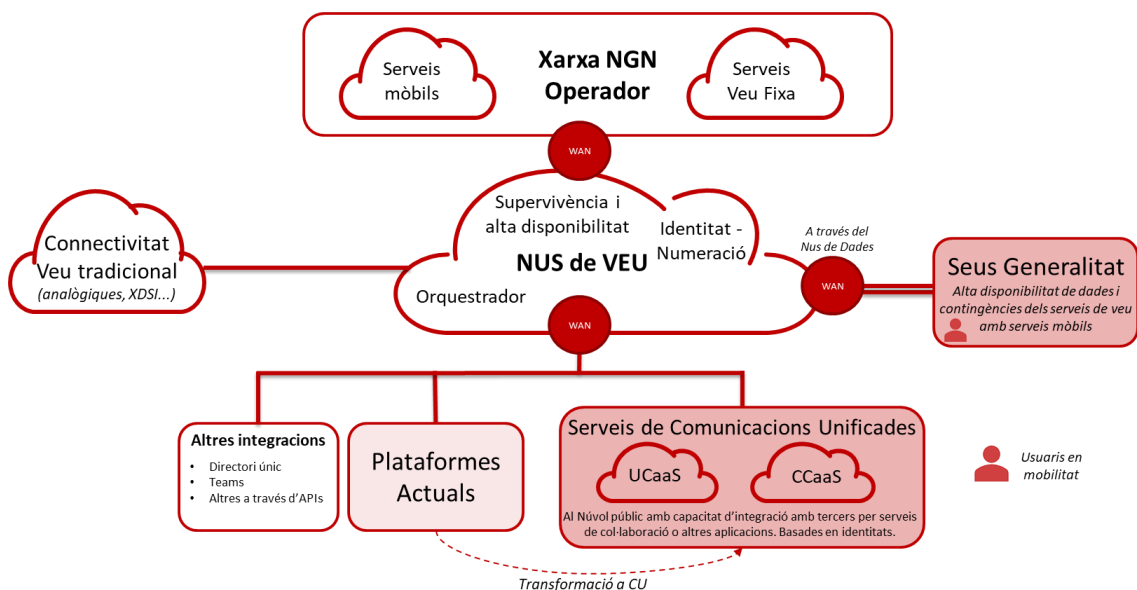 Serveis
mòbils
Xarxa NGN
Operador
Serveis
Veu Fixa
WAN
Supervivència i
alta disponibilitat
Identitat -
Numeració
NUS de VEU
Orquestrador
WAN
Connectivitat
Veu tradicional
(analògiques, XDSI...)
A través del
Nus de Dades
WAN
Seus Generalitat
Alta disponibilitat de dades i
contingències dels serveis de veu
amb serveis mòbils
Altres integracions
• Directori únic
• Teams
• Altres a través d'APIs
Plataformes
Actuals
Serveis de Comunicacions Unificades
UCaaS
CCaaS
Al Núvol públic amb capacitat d'integració amb tercers per serveis
de col·laboració o altres aplicacions. Basades en identitats.
Usuaris en
mobilitat
Transformació a CU